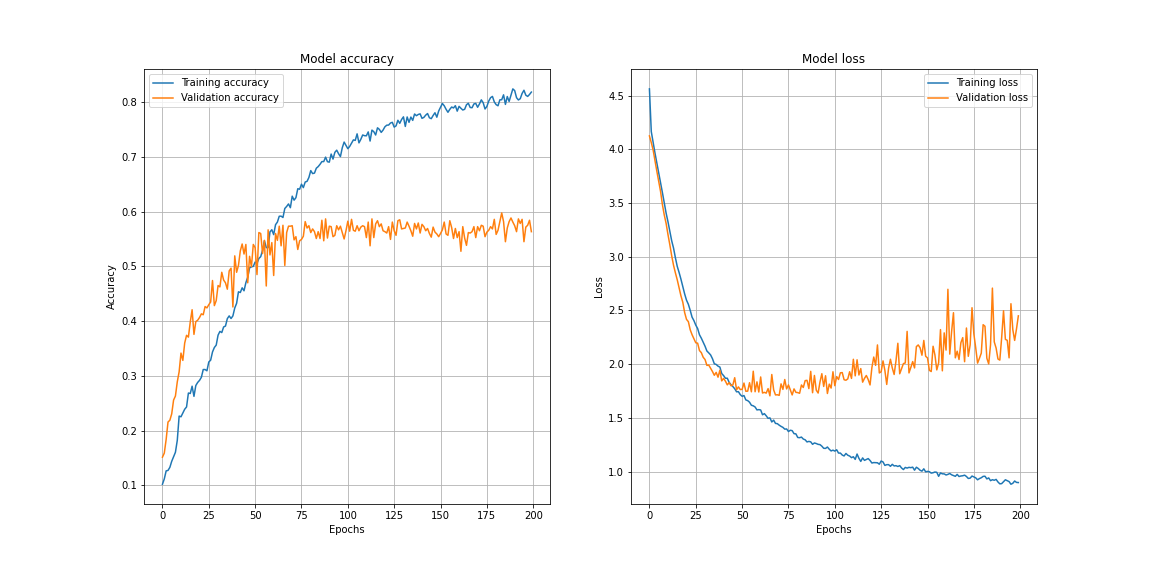 Model accuracy
Training accuracy
Validation accuracy
0.8
0.7
0.6
0.5
0.4
0.3
0.2
0.1
Accuracy
0 25 50 75 100 125 150 175 200
Epochs
Model loss
Training loss
Validation loss
4.5
4.0
3.5
3.0
2.5
2.0
1.5
1.0
Loss
0 25 50 75 100 125 150 175 200
Epochs